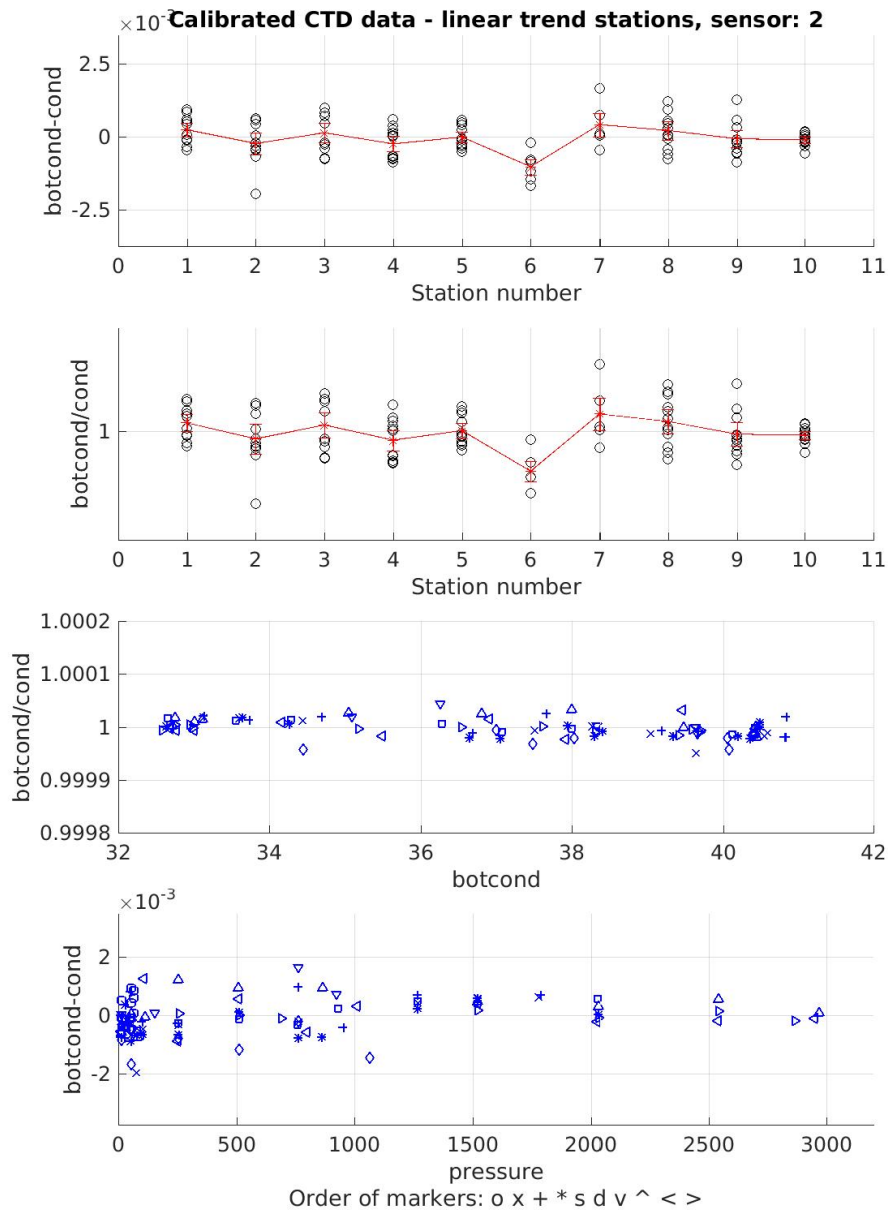 ×10-3
Calibrated CTD data - linear trend stations, sensor: 2
2.5
0
-2.5
botcond-cond
0 1 2 3 4 5 6 7 8 9 10 11
Station number
1
botcond/cond
0 1 2 3 4 5 6 7 8 9 10 11
Station number
1.0002
1.0001
1
0.9999
0.9998
botcond/cond
32 34 36 38 40 42
botcond
×10-3
2
0
-2
botcond-cond
0 500 1000 1500 2000 2500 3000
pressure
Order of markers: o x + * s d v ^ < >